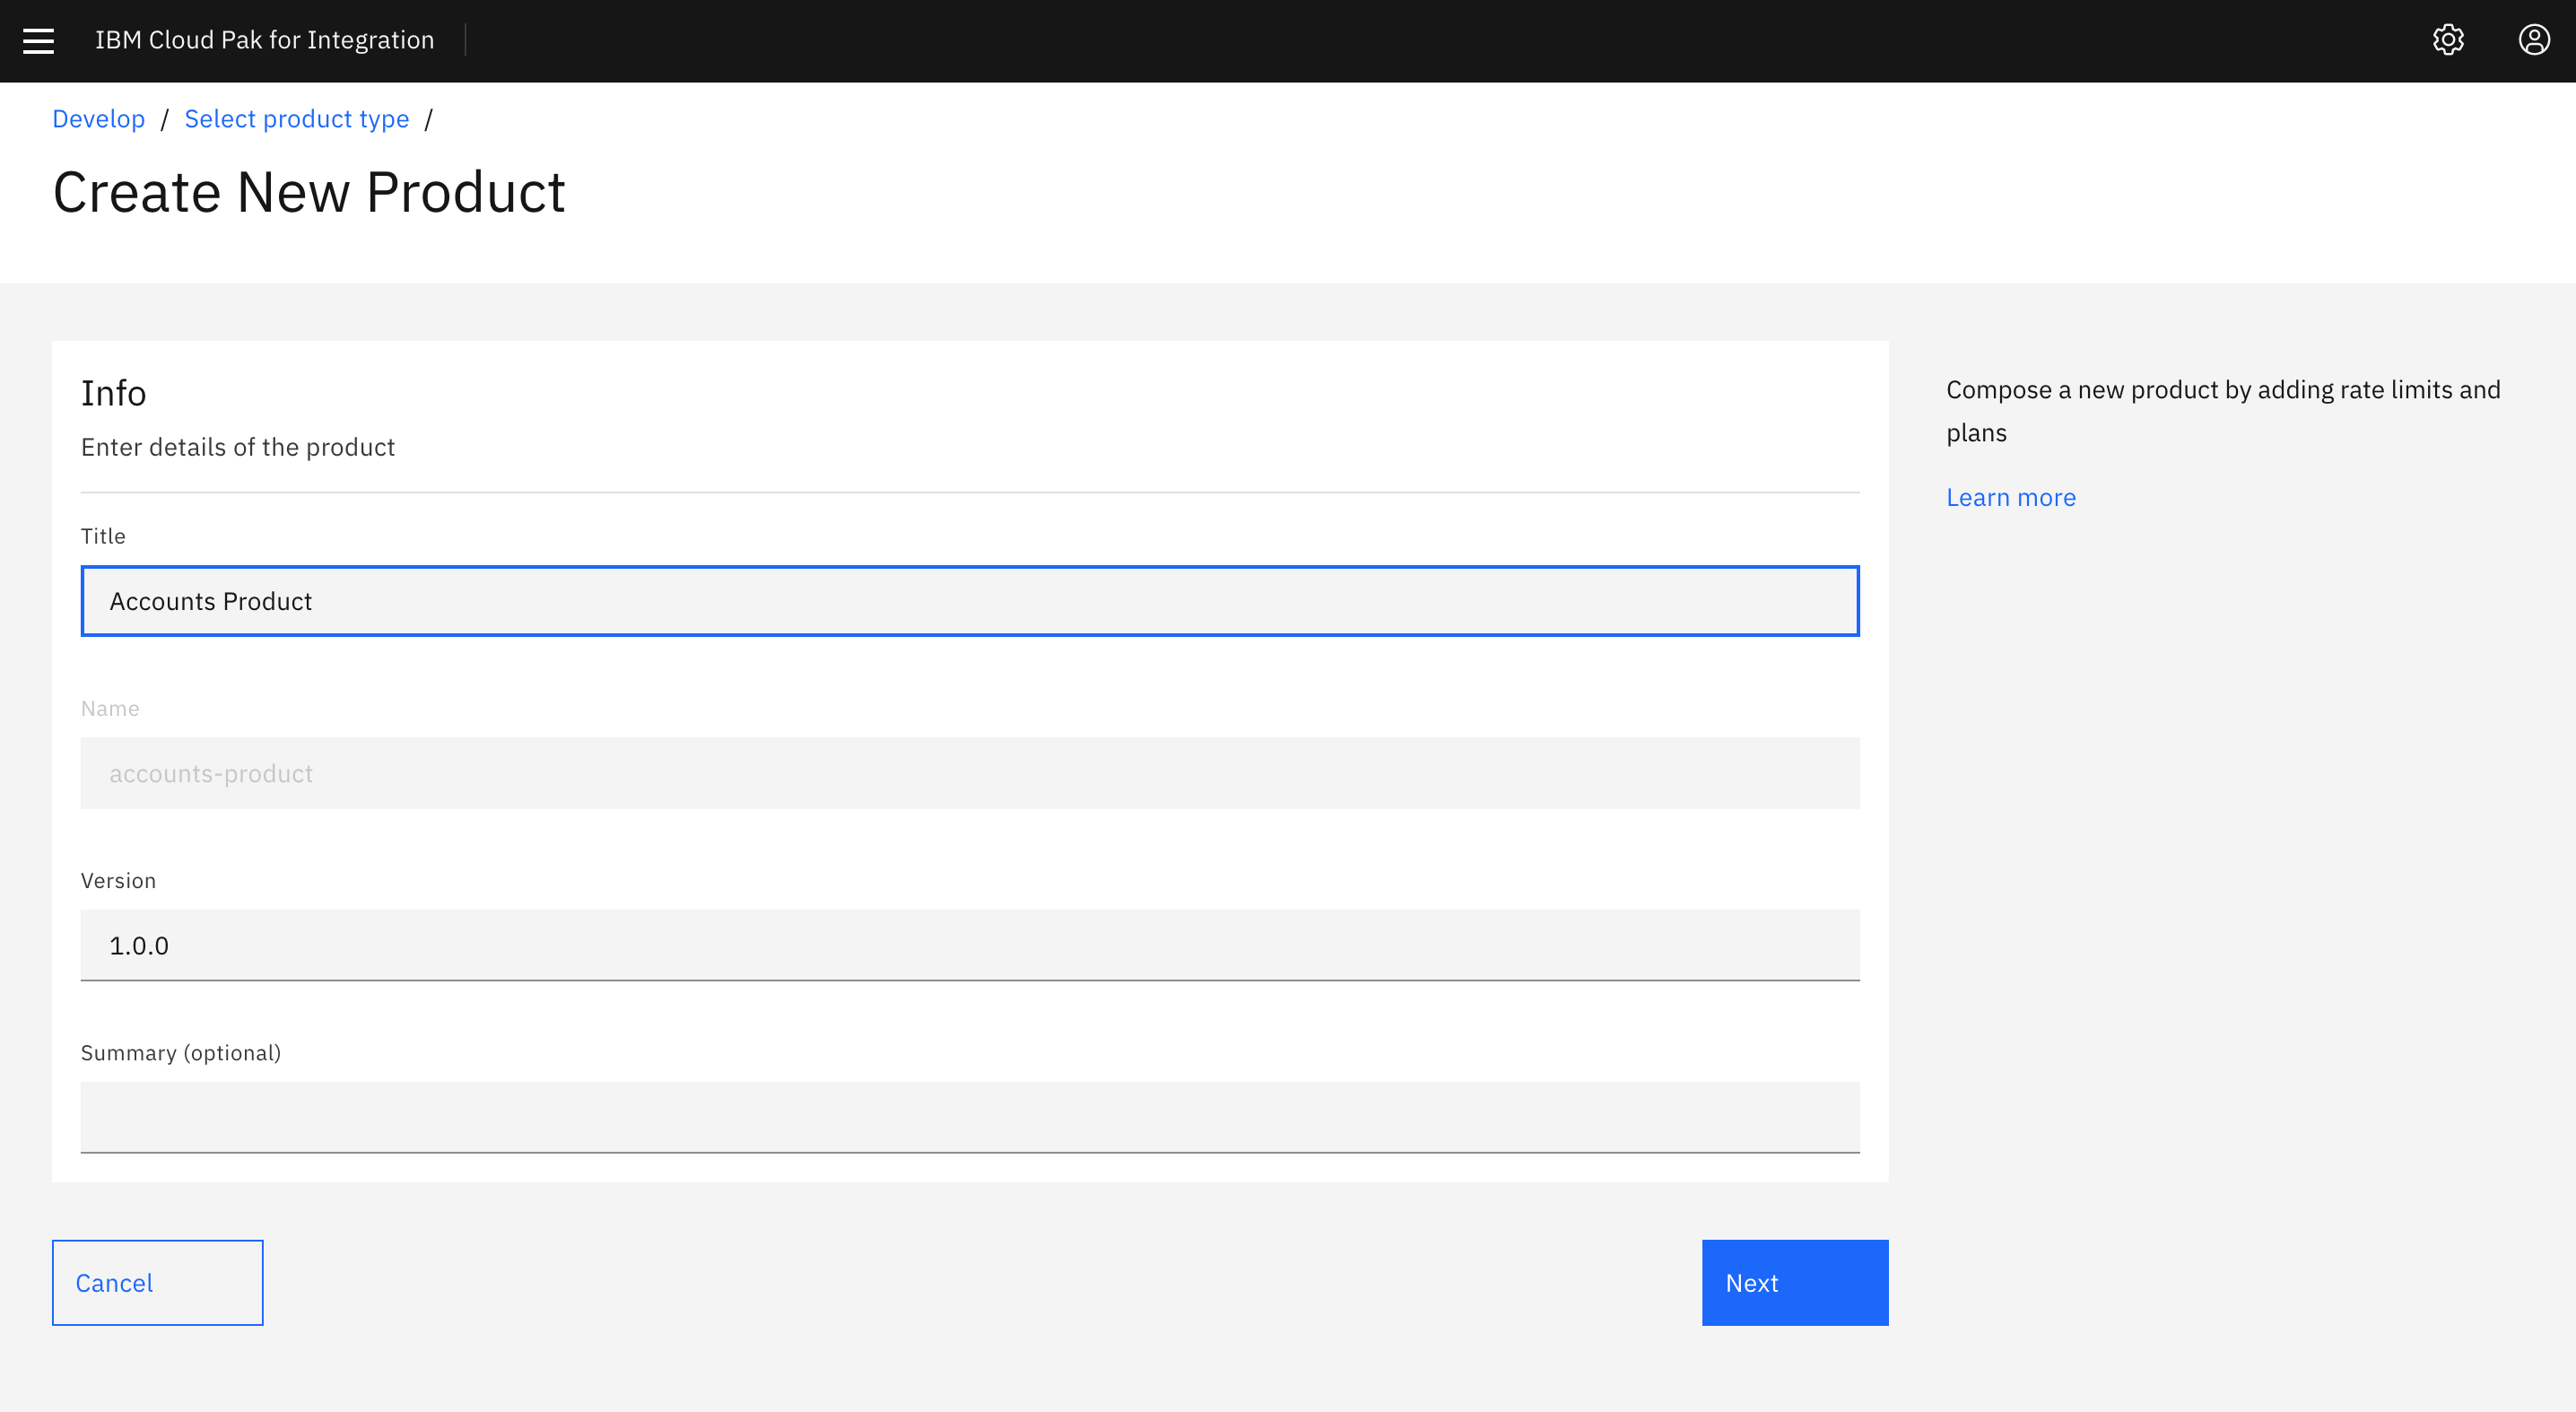 IBM Cloud Pak for Integration
Develop / Select product type /
Create New Product
Info
Enter details of the product
Title
Accounts Product
Name
accounts-product
Version
1.0.0
Summary (optional)
Cancel
Next
Compose a new product by adding rate limits and
plans
Learn more